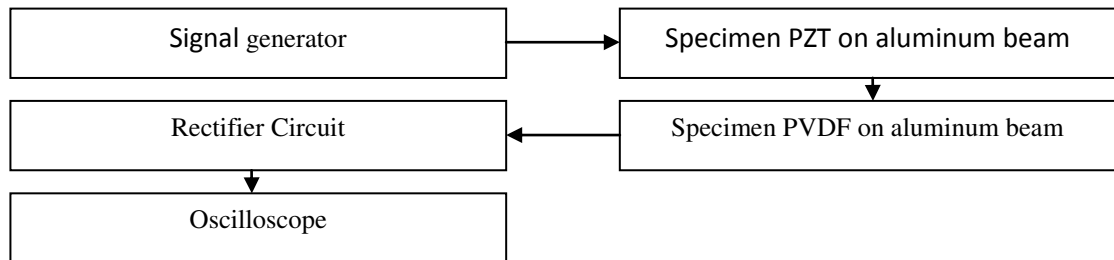 Signal generator
Specimen PZT on aluminum beam
Specimen PVDF on aluminum beam
Rectifier Circuit
Oscilloscope